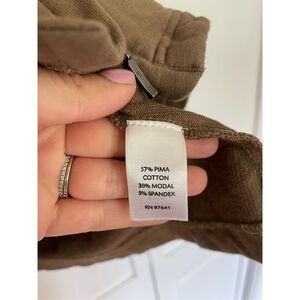 57% PIMA
COTTON
38% MODAL
5% SPANDEX
RN 97641